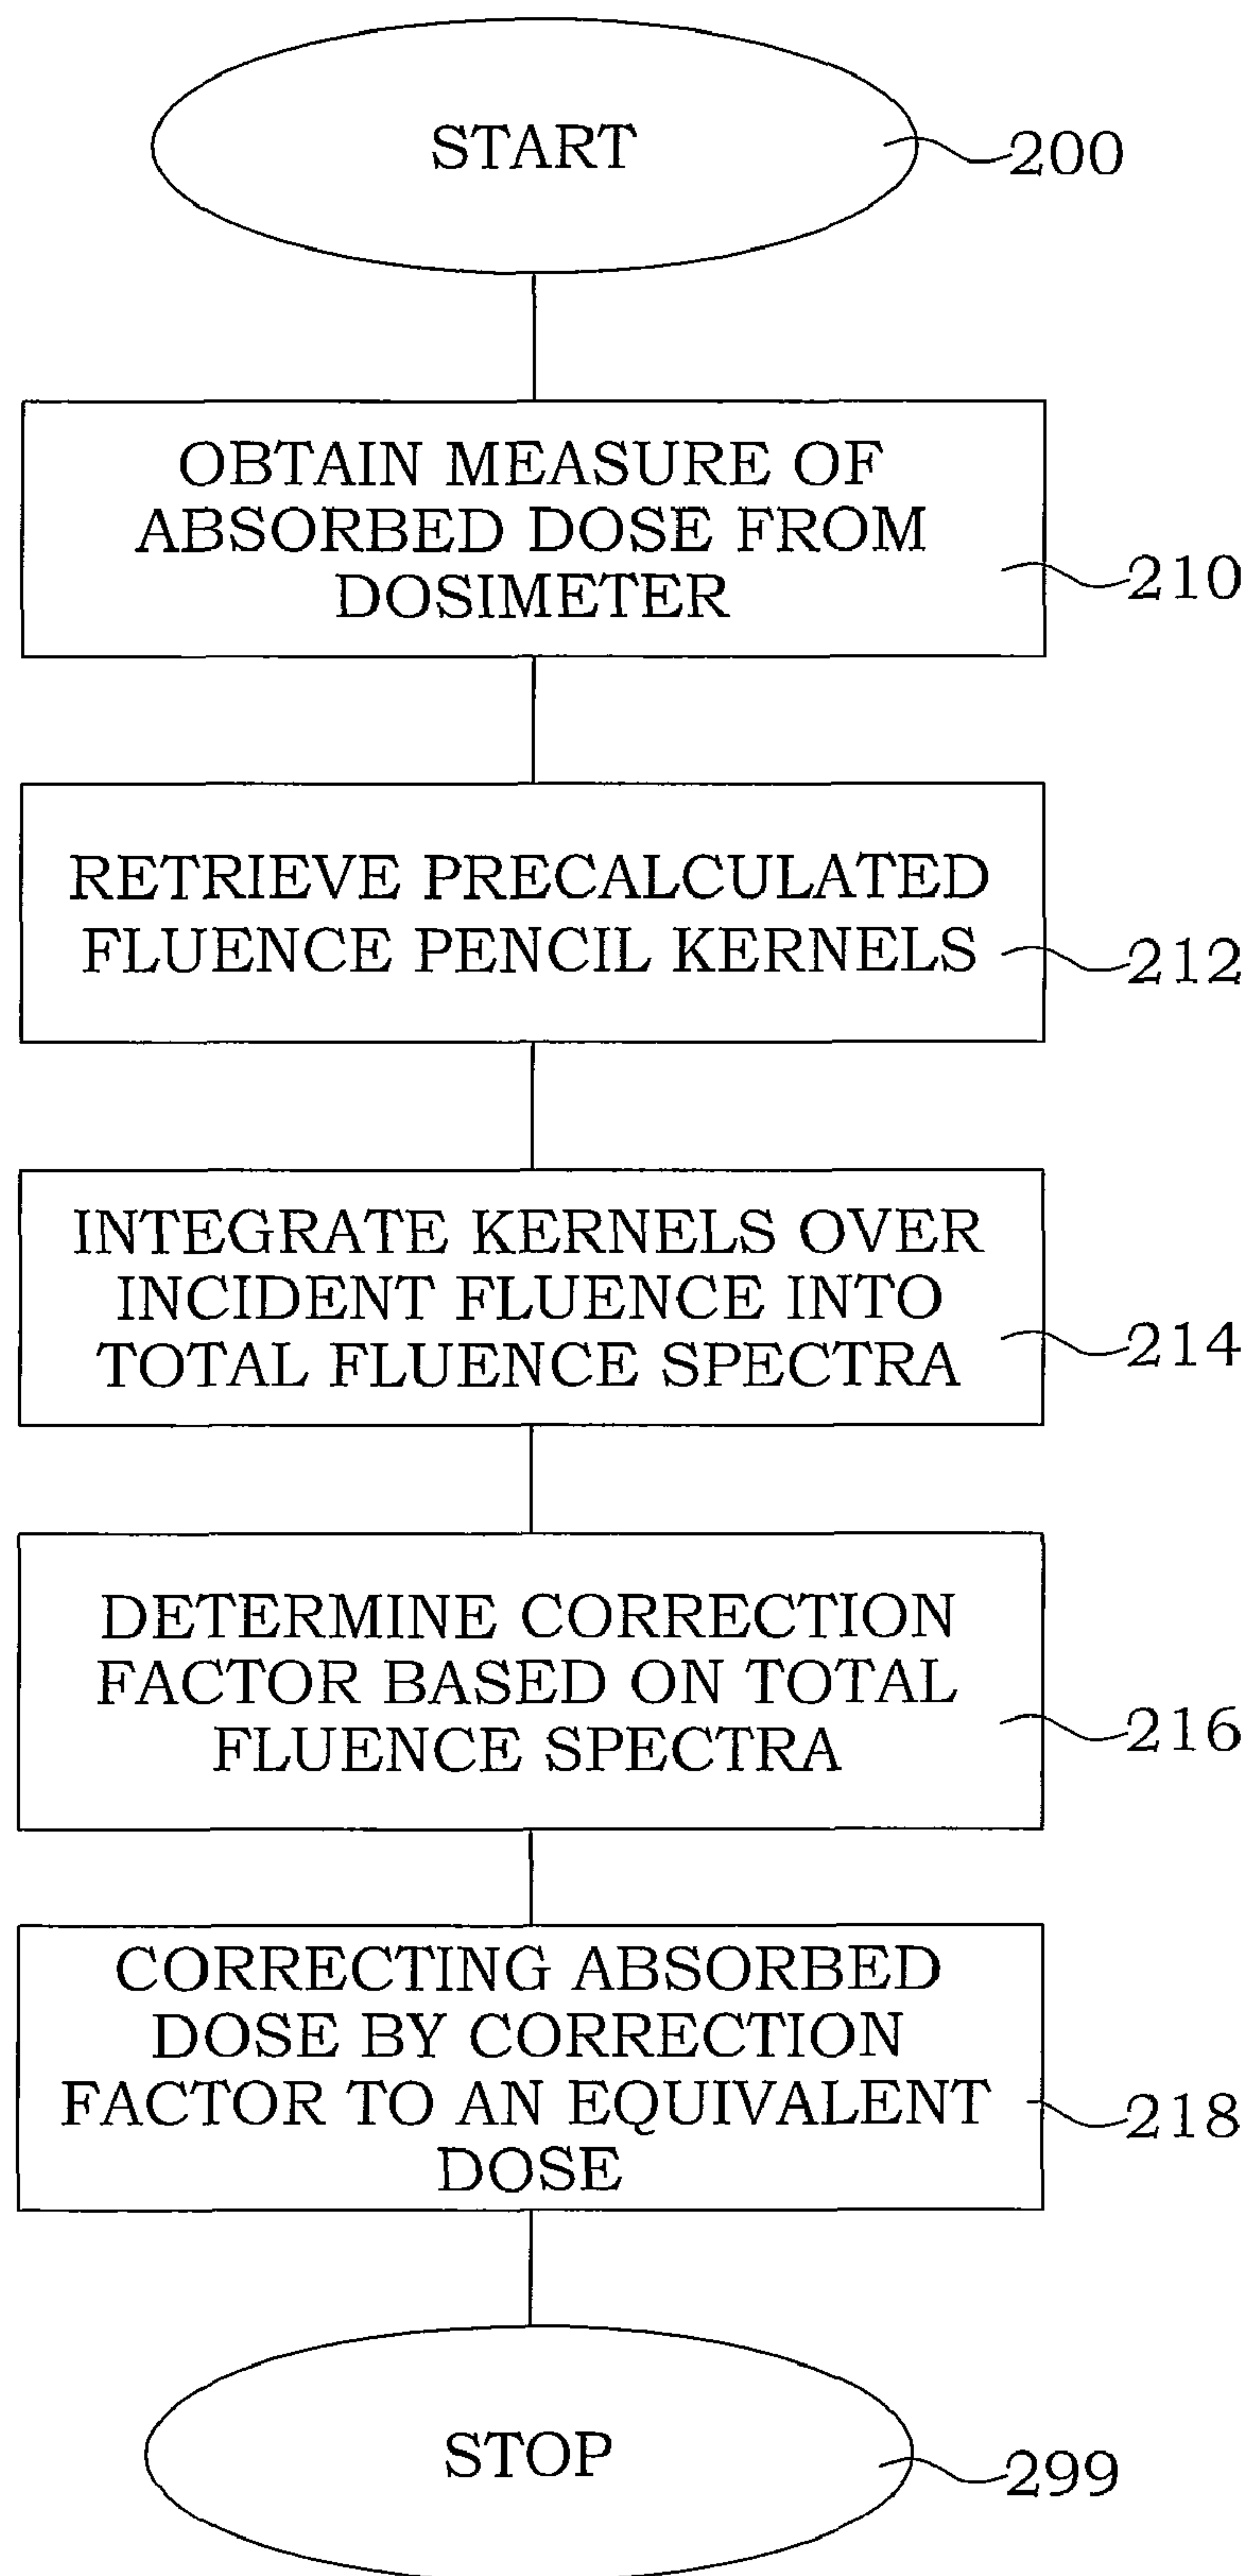 START
200
OBTAIN MEASURE OF
ABSORBED DOSE FROM
DOSIMETER
210
RETRIEVE PRECALCULATED
FLUENCE PENCIL KERNELS
212
INTEGRATE KERNELS OVER
INCIDENT FLUENCE INTO
TOTAL FLUENCE SPECTRA
214
DETERMINE CORRECTION
FACTOR BASED ON TOTAL
FLUENCE SPECTRA
216
CORRECTING ABSORBED
DOSE BY CORRECTION
FACTOR TO AN EQUIVALENT
DOSE
218
STOP
299